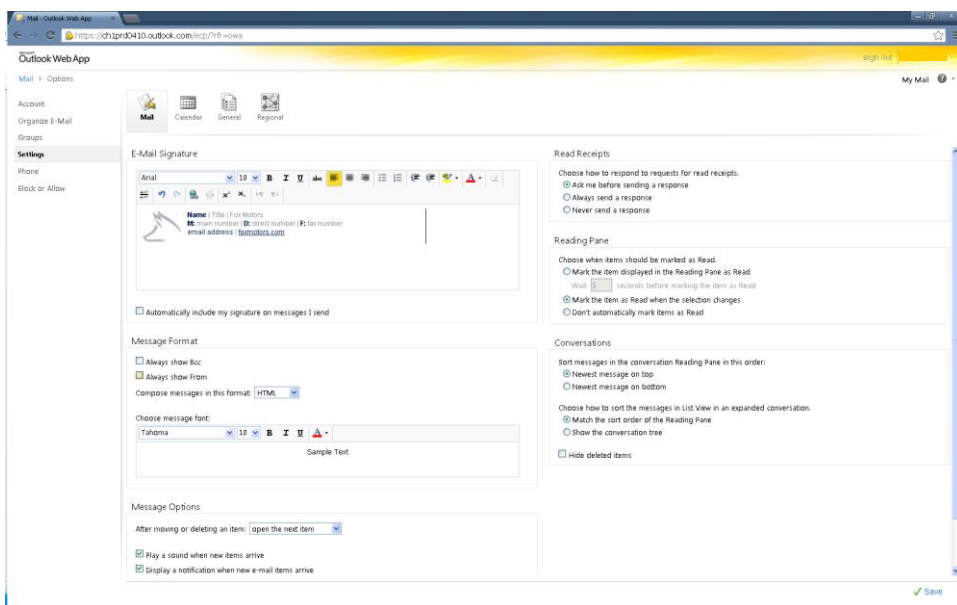 Mail - Outlook Web App
https://ch1prd0410.outlook.com/ecp/?rfr=owa
Microsoft
Outlook Web App
sign out
Mail > Options
My Mail
Account
Organize E-Mail
Groups
Settings
Phone
Block or Allow
Mail Calendar General Regional
E-Mail Signature
Arial 10 B I U abc
Name | Title | Fox Motors
M: main number | D: direct number | F: fax number
email address | foxmotors.com
Automatically include my signature on messages I send
Message Format
Always show Bcc
Always show From
Compose messages in this format: HTML
Choose message font:
Tahoma 10 B I U A
Sample Text
Message Options
After moving or deleting an item: open the next item
Play a sound when new items arrive
Display a notification when new e-mail items arrive
Read Receipts
Choose how to respond to requests for read receipts.
Ask me before sending a response
Always send a response
Never send a response
Reading Pane
Choose when items should be marked as Read.
Mark the item displayed in the Reading Pane as Read
Wait 5 seconds before marking the item as Read
Mark the item as Read when the selection changes
Don't automatically mark items as Read
Conversations
Sort messages in the conversation Reading Pane in this order:
Newest message on top
Newest message on bottom
Choose how to sort the messages in List View in an expanded conversation.
Match the sort order of the Reading Pane
Show the conversation tree
Hide deleted items
Save